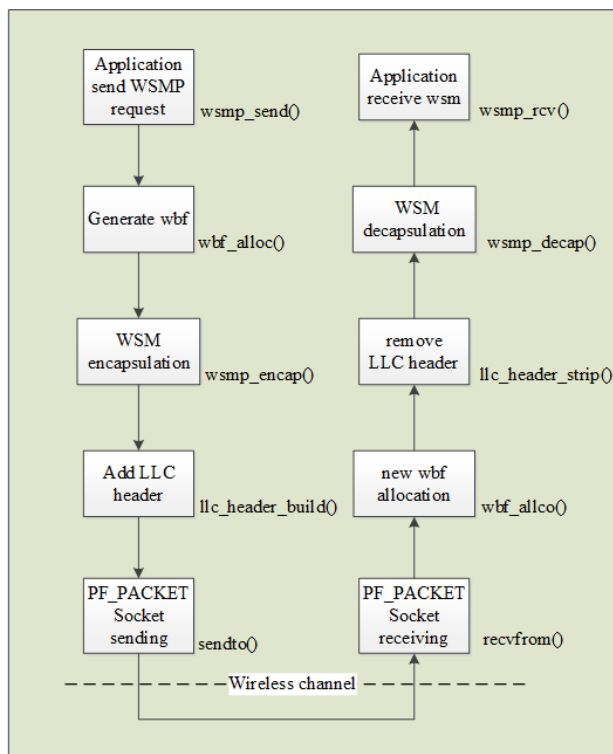 Application
send WSMP
request
wsmp_send()
Generate wbf
wbf_alloc()
WSM
encapsulation
wsmp_encap()
Add LLC
header
llc_header_build()
PF_PACKET
Socket
sending
sendto()
Application
receive wsm
wsmp_rcv()
WSM
decapsulation
wsmp_decap()
remove
LLC header
llc_header_strip()
new wbf
allocation
wbf_allco()
PF_PACKET
Socket
receiving
recvfrom()
Wireless channel